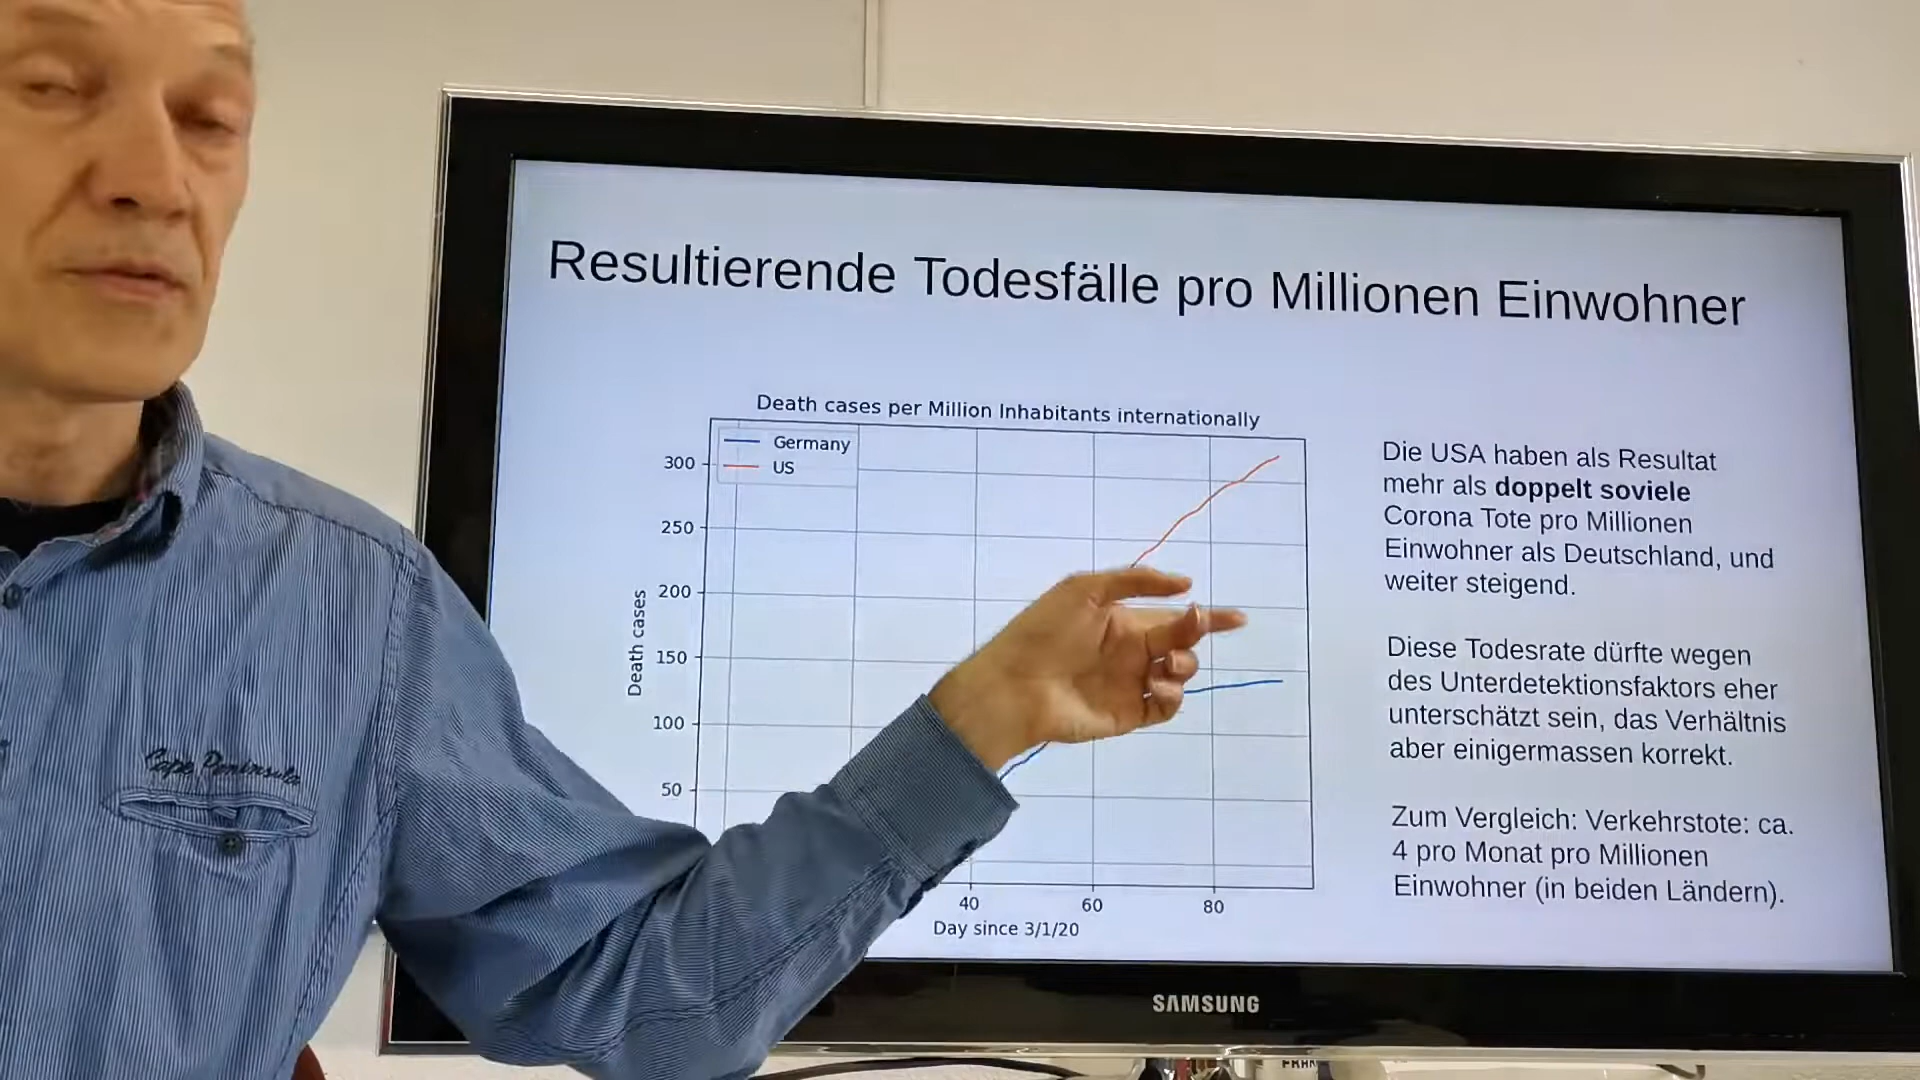 Resultierende Todesfälle pro Millionen Einwohner
Death cases per Million Inhabitants internationally
Germany
US
300
250
200
150
100
50
Death cases
40
60
80
Day since 3/1/20
Die USA haben als Resultat
mehr als doppelt soviele
Corona Tote pro Millionen
Einwohner als Deutschland, und
weiter steigend.
Diese Todesrate dürfte wegen
des Unterdetektionsfaktors eher
unterschätzt sein, das Verhältnis
aber einigermassen korrekt.
Zum Vergleich: Verkehrstote: ca.
4 pro Monat pro Millionen
Einwohner (in beiden Ländern).
Cape Peninsula
SAMSUNG